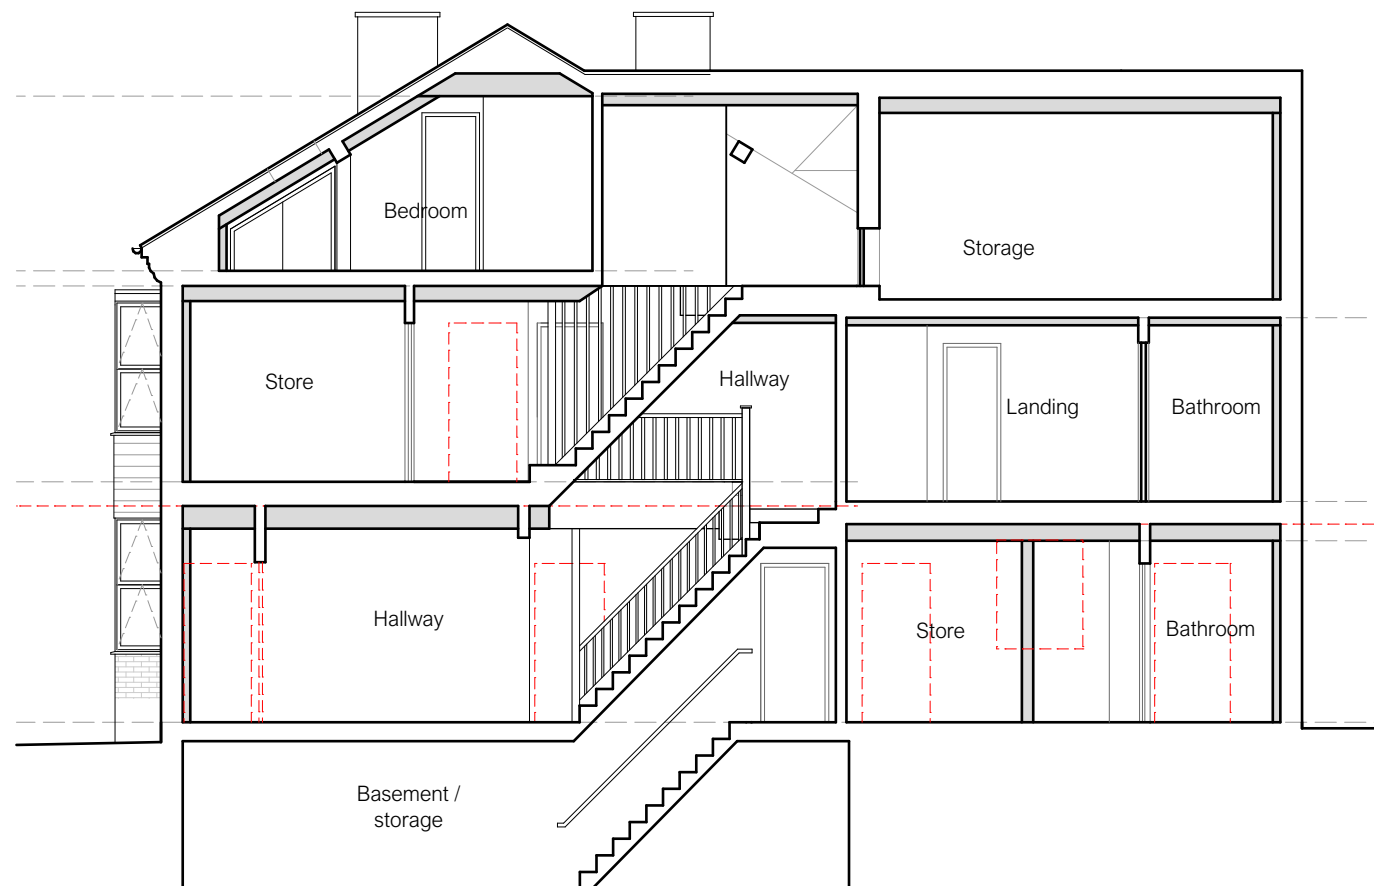 Bedroom
Storage
Store
Hallway
Landing
Bathroom
Hallway
Store
Bathroom
Basement /
storage